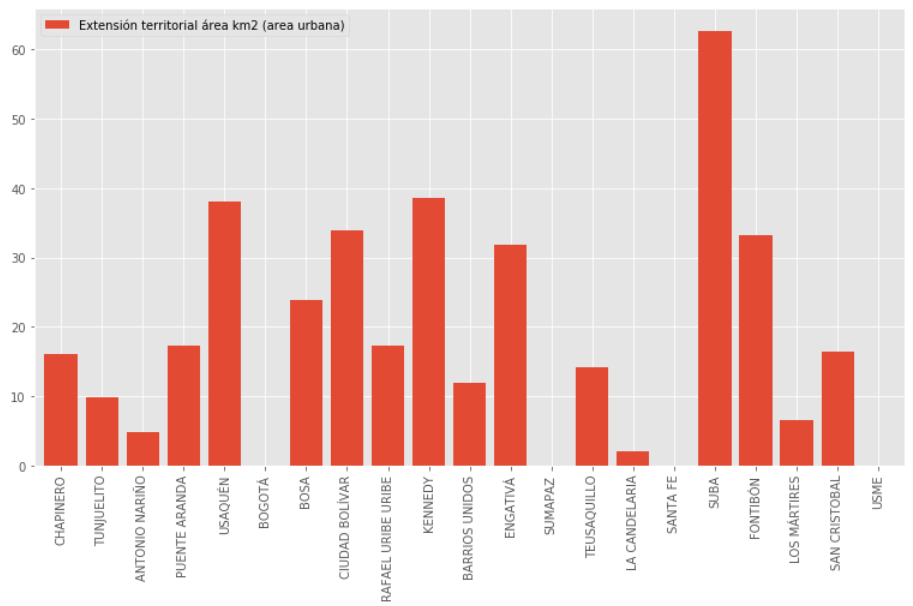 Extensión territorial área km2 (area urbana)
60
50
40
30
20
10
0
CHAPINERO
TUNJUELITO
ANTONIO NARIÑO
PUENTE ARANDA
USAQUÉN
BOGOTÁ
BOSA
CIUDAD BOLÍVAR
RAFAEL URIBE URIBE
KENNEDY
BARRIOS UNIDOS
ENGATIVÁ
SUMAPAZ
TEUSAQUILLO
LA CANDELARIA
SANTA FE
SUBA
FONTIBÓN
LOS MÁRTIRES
SAN CRISTOBAL
USME